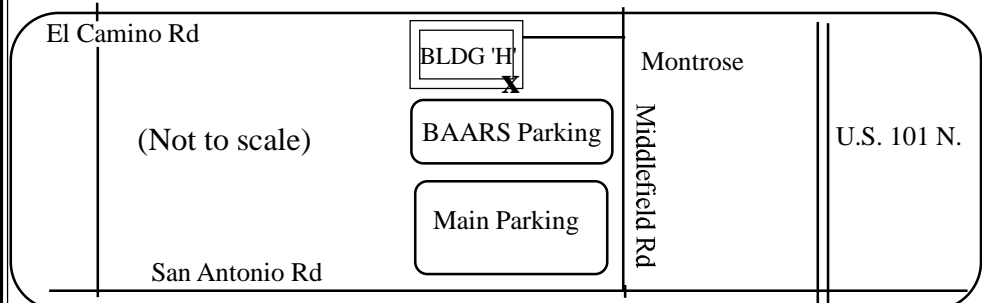 El Camino Rd
BLDG 'H'
X
Montrose
(Not to scale)
BAARS Parking
Middlefield Rd
U.S. 101 N.
Main Parking
San Antonio Rd